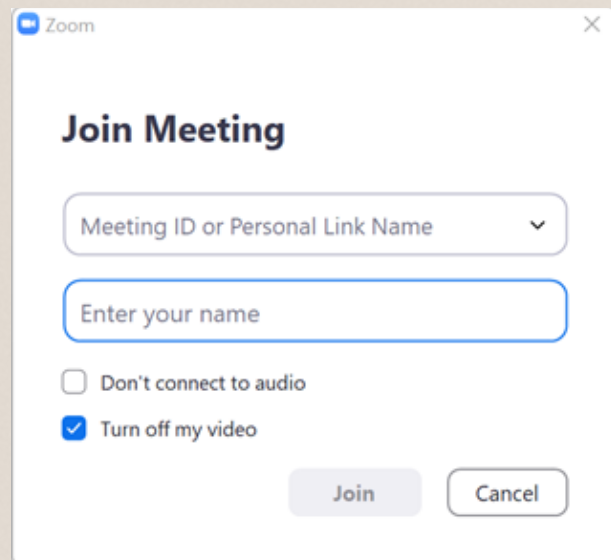 Zoom
Join Meeting
Meeting ID or Personal Link Name
Enter your name
Don't connect to audio
Turn off my video
Join Cancel